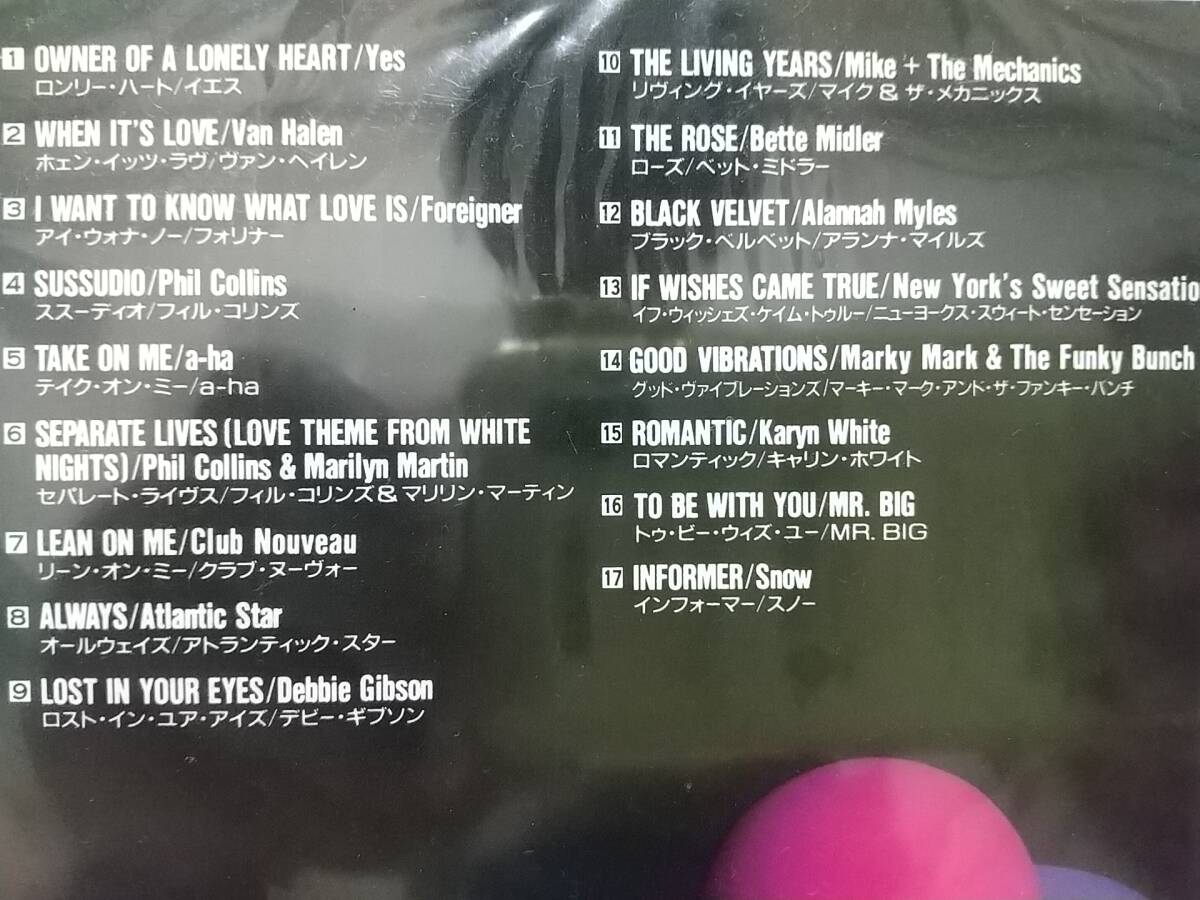 1 OWNER OF A LONELY HEART/Yes
ロンリー・ハート/イエス
2 WHEN IT'S LOVE/Van Halen
ホェン・イッツ・ラヴ/ヴァン・ヘイレン
3 I WANT TO KNOW WHAT LOVE IS/Foreigner
アイ・ウォナ・ノー/フォリナー
4 SUSSUDIO/Phil Collins
ススーディオ/フィル・コリンズ
5 TAKE ON ME/a-ha
テイク・オン・ミー/a-ha
6 SEPARATE LIVES (LOVE THEME FROM WHITE
NIGHTS)/Phil Collins & Marilyn Martin
セパレート・ライヴス/フィル・コリンズ&マリリン・マーティン
7 LEAN ON ME/Club Nouveau
リーン・オン・ミー/クラブ・ヌーヴォー
8 ALWAYS/Atlantic Star
オールウェイズ/アトランティック・スター
9 LOST IN YOUR EYES/Debbie Gibson
ロスト・イン・ユア・アイズ/デビー・ギブソン
10 THE LIVING YEARS/Mike + The Mechanics
リヴィング・イヤーズ/マイク&ザ・メカニックス
11 THE ROSE/Bette Midler
ローズ/ベット・ミドラー
12 BLACK VELVET/Alannah Myles
ブラック・ベルベット/アランナ・マイルズ
13 IF WISHES CAME TRUE/New York's Sweet Sensatio
イフ・ウィッシェズ・ケイム・トゥルー/ニューヨークス・スウィート・センセーション
14 GOOD VIBRATIONS/Marky Mark & The Funky Bunch
グッド・ヴァイブレーションズ/マーキー・マーク・アンド・ザ・ファンキー・バンチ
15 ROMANTIC/Karyn White
ロマンティック/キャリン・ホワイト
16 TO BE WITH YOU/MR. BIG
トゥ・ビー・ウィズ・ユー/MR. BIG
17 INFORMER/Snow
インフォーマー/スノー